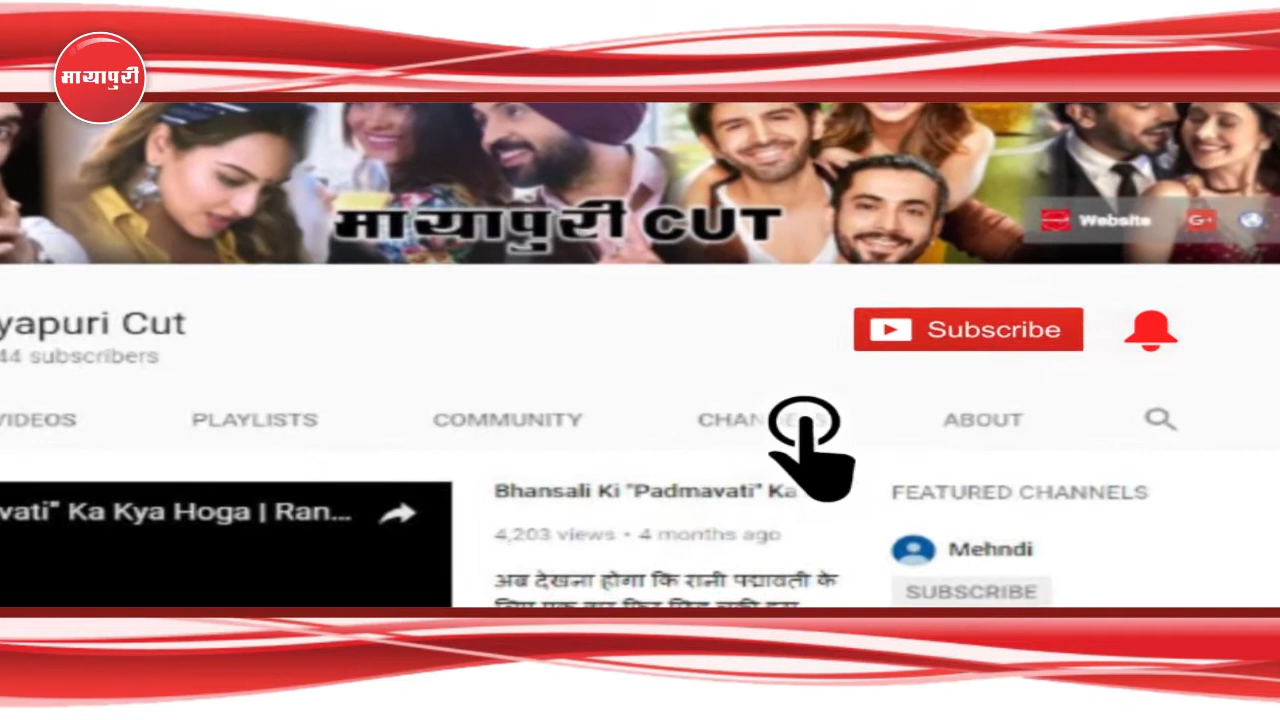 मायापुरी
मायापुरी CUT
Website
G+
yapuri Cut
44 subscribers
Subscribe
VIDEOS
PLAYLISTS
COMMUNITY
ABOUT
vati" Ka Kya Hoga | Ran...
Bhansali Ki "Padmavati" Ka
4,203 views • 4 months ago
अब देखना होगा कि रानी पद्मावती के
FEATURED CHANNELS
Mehndi
SUBSCRIBE